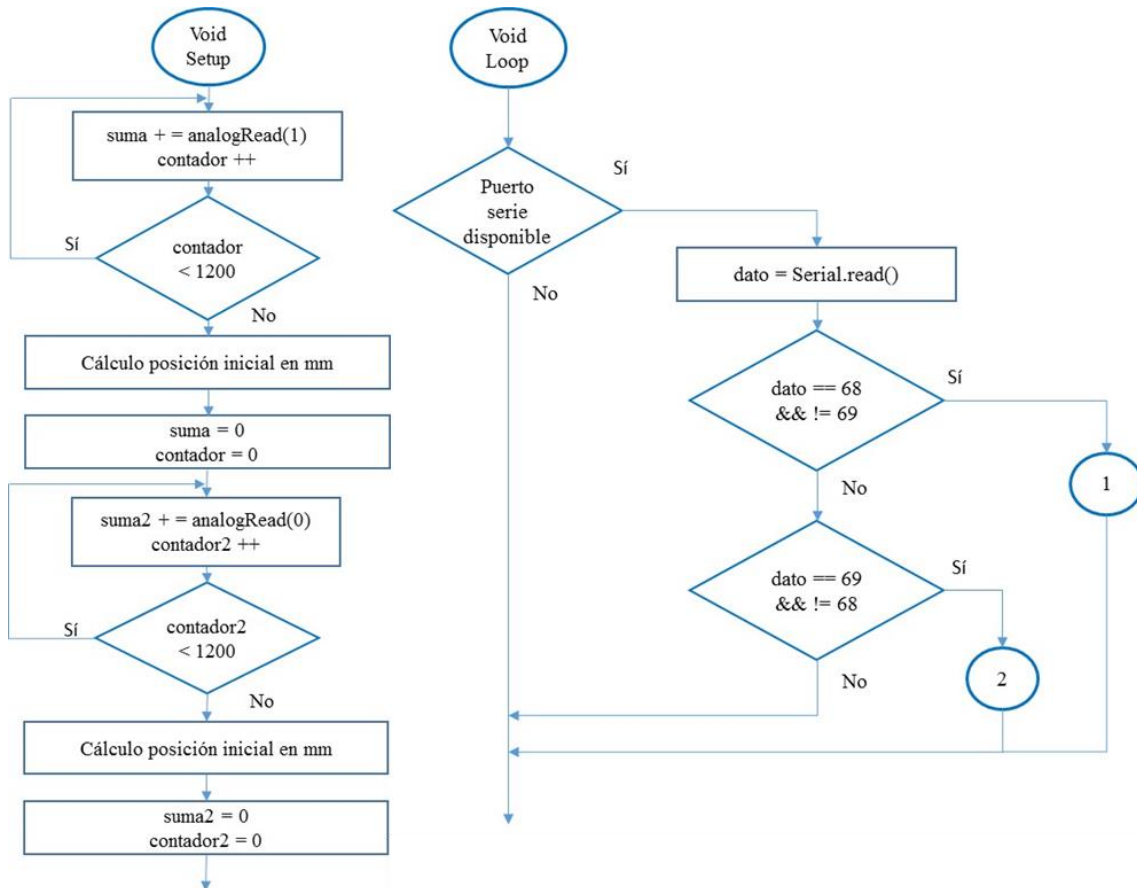 Void
Setup
suma + = analogRead(1)
contador ++
Sí
contador
< 1200
No
Cálculo posición inicial en mm
suma = 0
contador = 0
suma2 + = analogRead(0)
contador2 ++
Sí
contador2
< 1200
No
Cálculo posición inicial en mm
suma2 = 0
contador2 = 0
Void
Loop
Puerto
serie
disponible
Sí
No
dato = Serial.read()
dato == 68
&& != 69
Sí
1
No
dato == 69
&& != 68
Sí
2
No